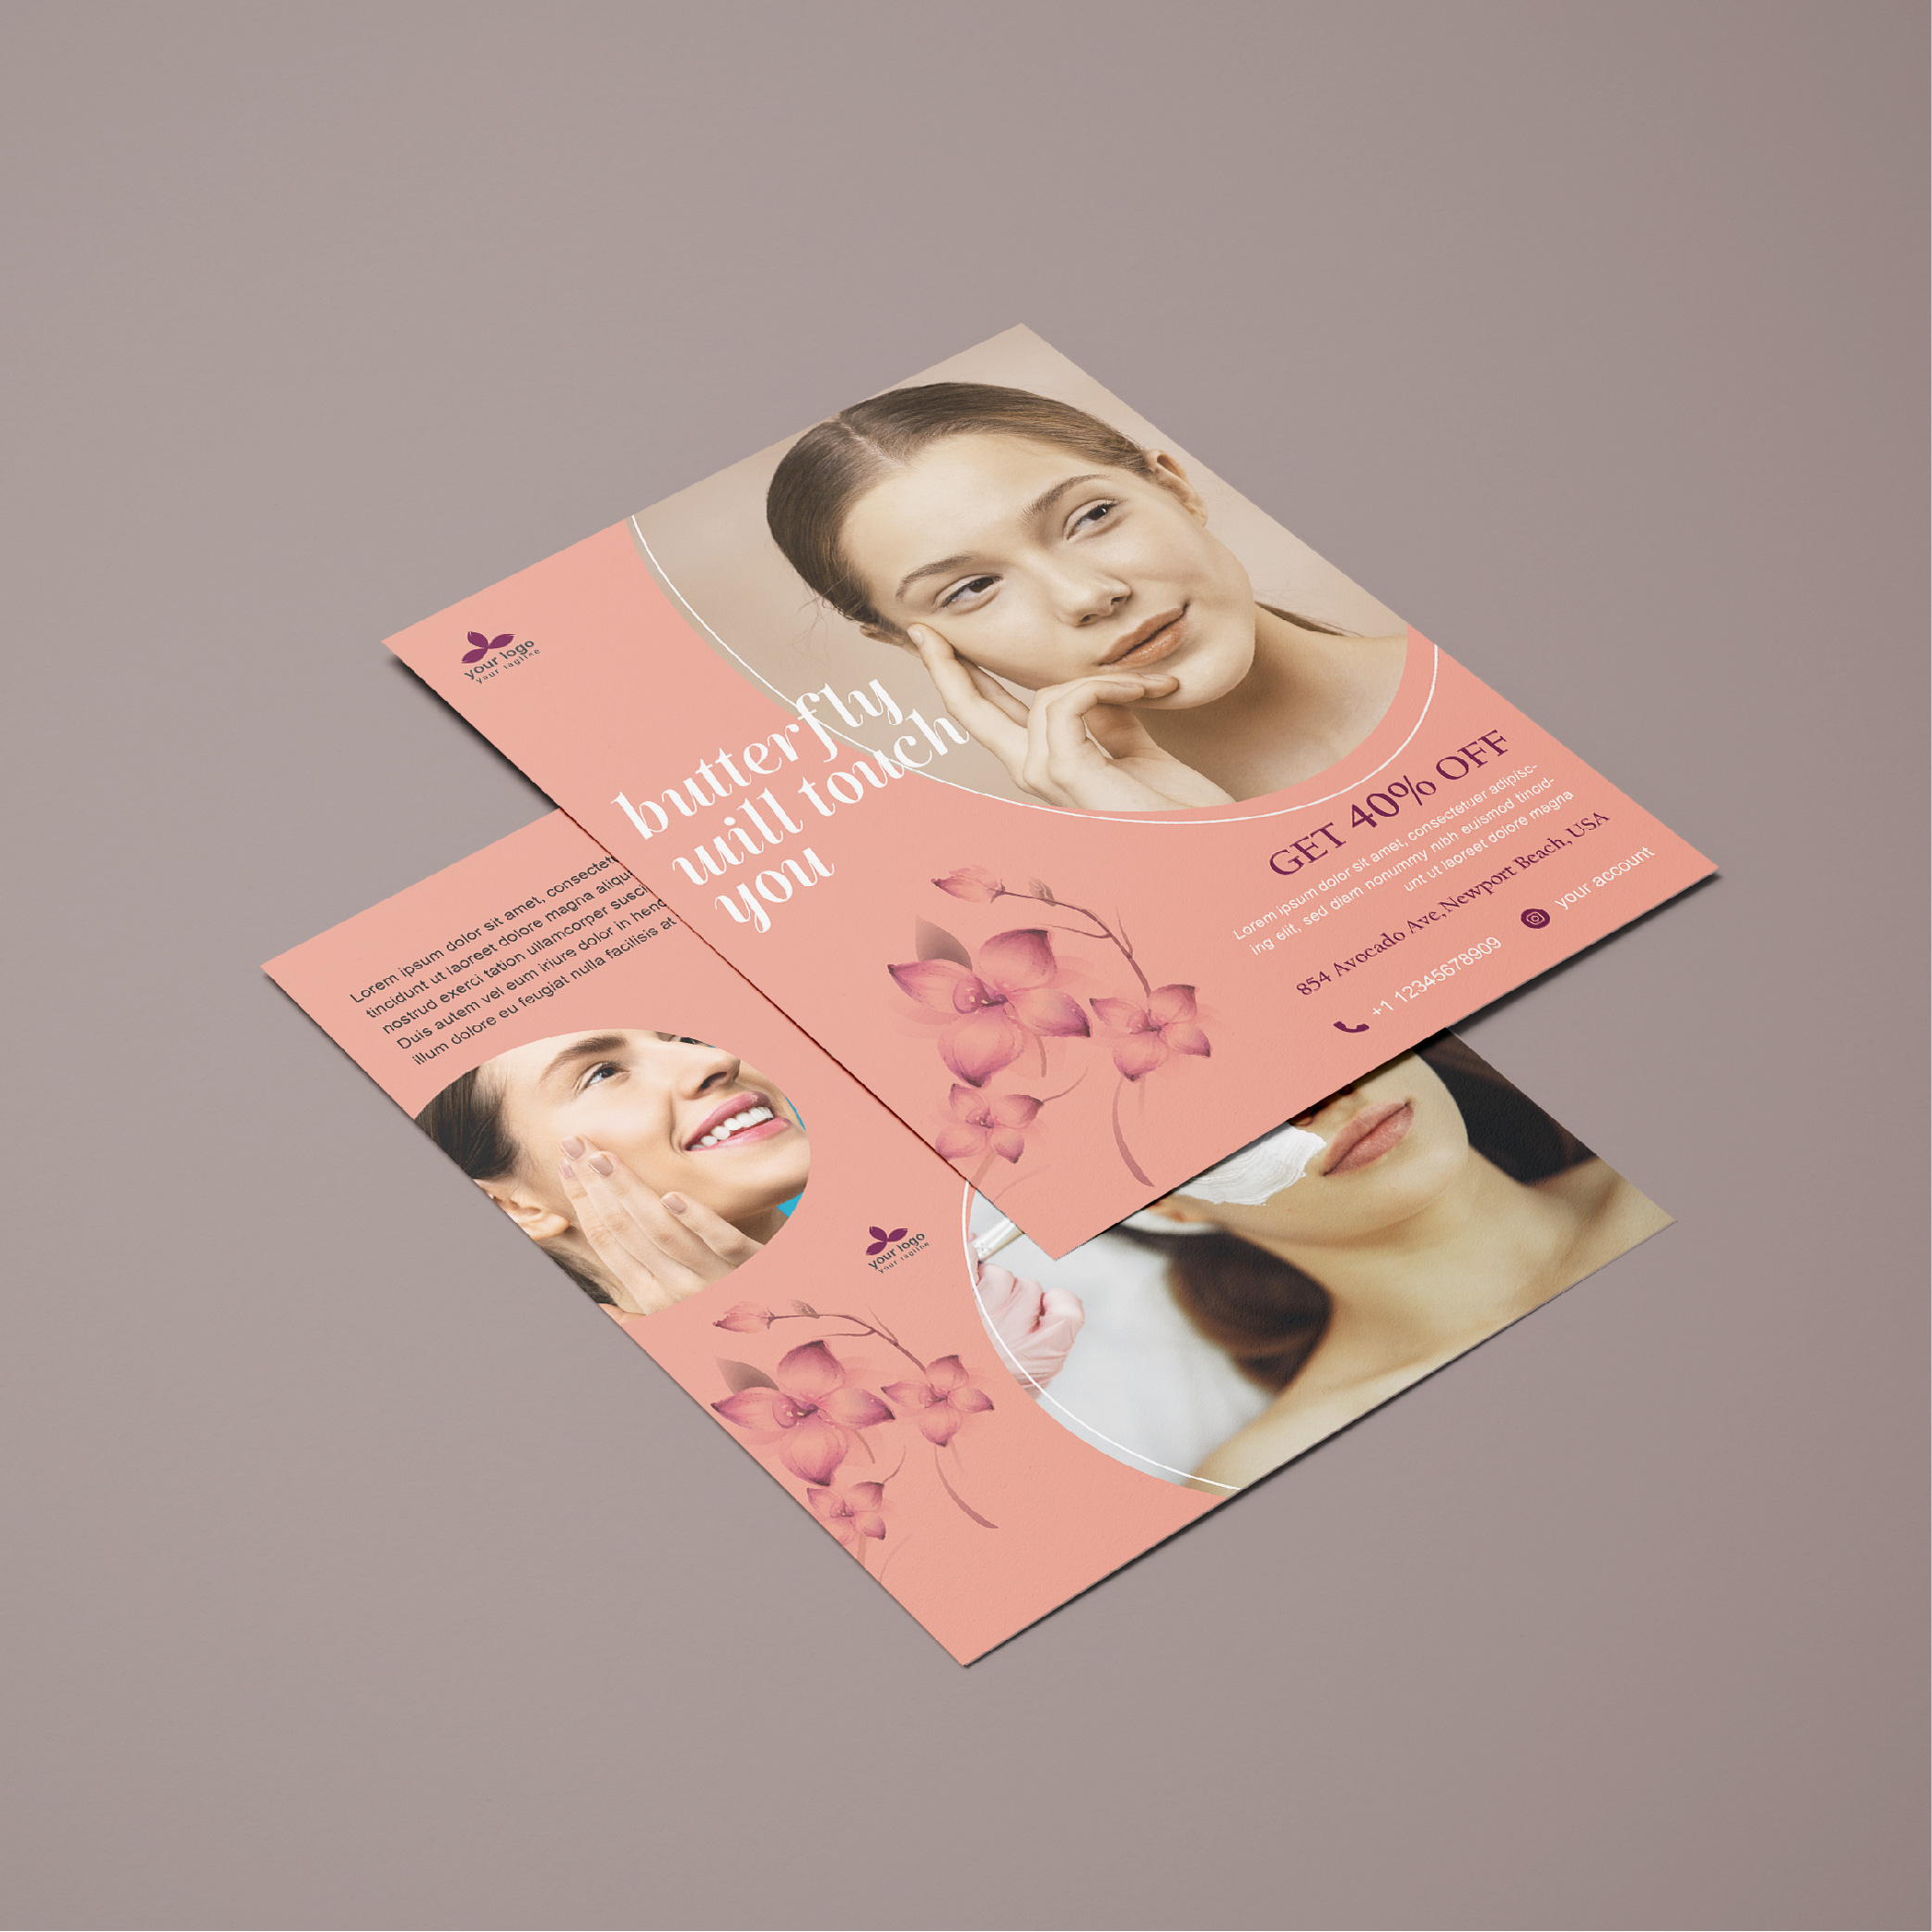 your logo
your tagline
butterfly
will touch
you
GET 40% OFF
Lorem ipsum dolor sit amet, consectetuer adipisc-
ing elit, sed diam nonummy nibh euismod tincid-
unt ut laoreet dolore magna
854 Avocado Ave, Newport Beach, USA
+1 12345678909
your account
Lorem ipsum dolor sit amet, consectet
tincidunt ut laoreet dolore magna aliqu
nostrud exerci tation ullamcorper susci
Duis autem vel eum iriure dolor in hend
illum dolore eu feugiat nulla facilisis at
your logo
your tagline